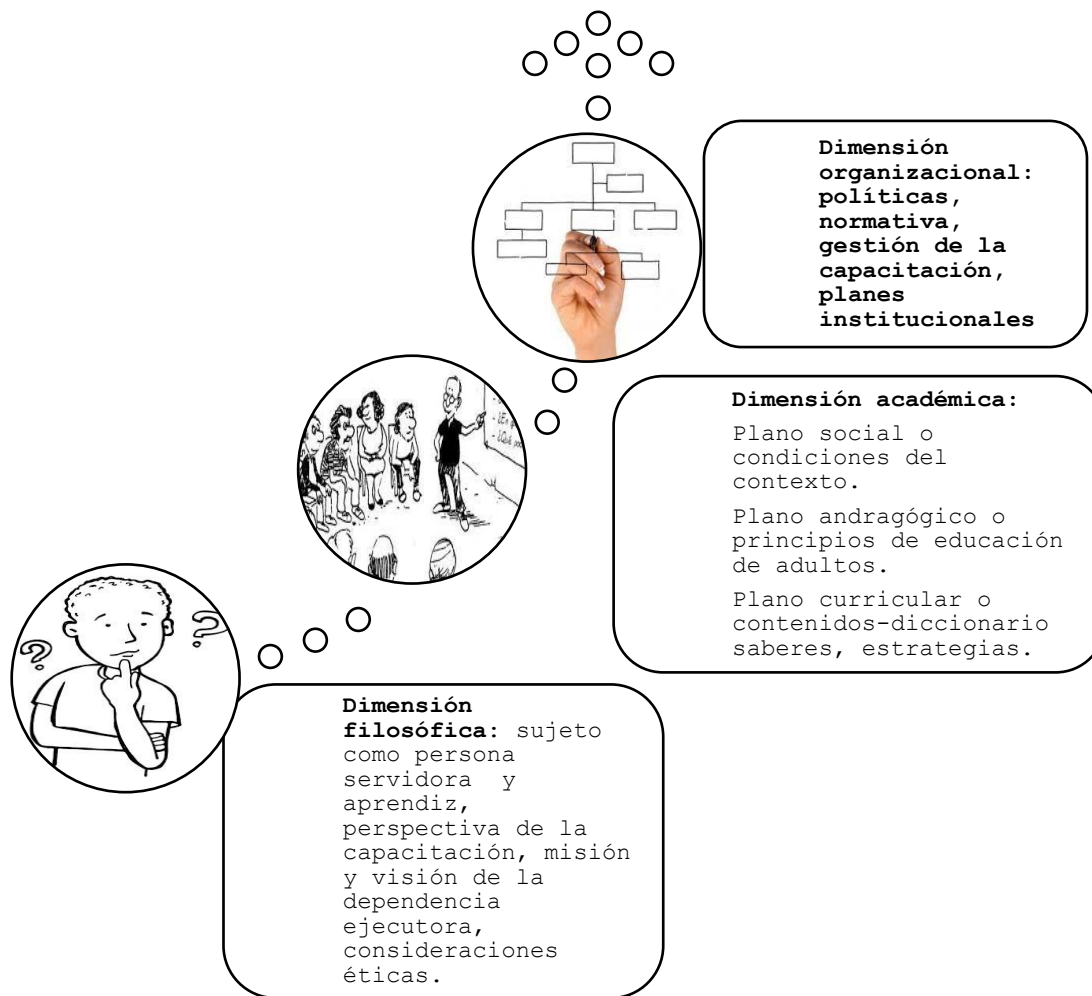 Dimensión
organizacional:
políticas,
normativa,
gestión de la
capacitación,
planes
institucionales
Dimensión académica:
Plano social o
condiciones del
contexto.
Plano andragógico o
principios de educación
de adultos.
Plano curricular o
contenidos-diccionario
saberes, estrategias.
? ?
Dimensión
filosófica: sujeto
como persona
servidora y
aprendiz,
perspectiva de la
capacitación, misión
y visión de la
dependencia
ejecutora,
consideraciones
éticas.